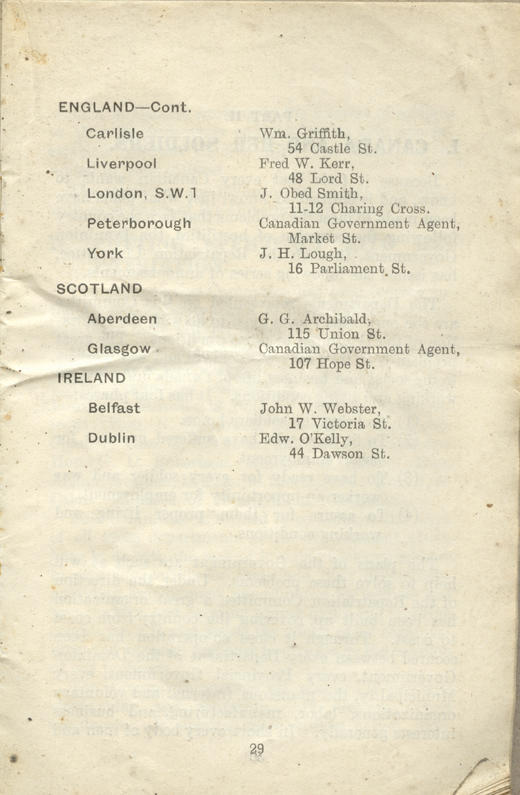 ENGLAND—Cont.
Carlisle Wm. Griffith,
54 Castle St.
Liverpool Fred W. Kerr,
48 Lord St.
London, S.W.1 J. Obed Smith,
11-12 Charing Cross.
Peterborough Canadian Government Agent,
Market St.
York J. H. Lough,
16 Parliament St.
SCOTLAND
Aberdeen G. G. Archibald,
115 Union St.
Glasgow Canadian Government Agent,
107 Hope St.
IRELAND
Belfast John W. Webster,
17 Victoria St.
Dublin Edw. O'Kelly,
44 Dawson St.
29